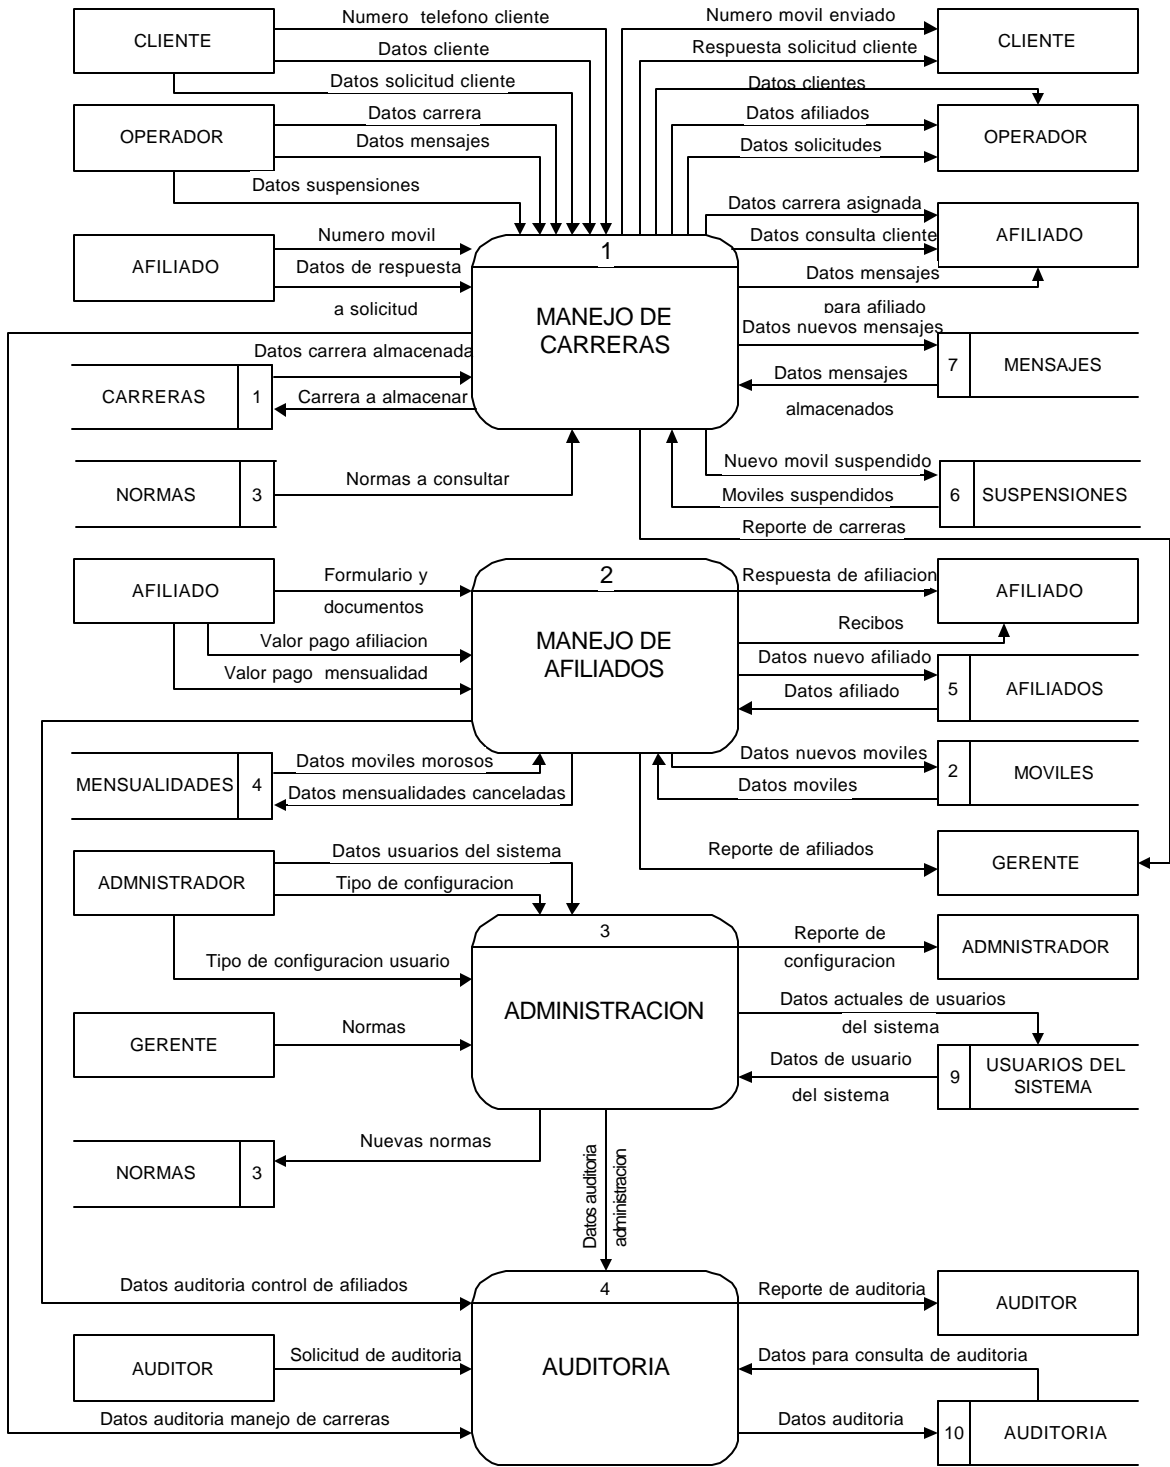 CLIENTE
Numero telefono cliente
Datos cliente
Datos solicitud cliente
Numero movil enviado
Respuesta solicitud cliente
CLIENTE
OPERADOR
Datos carrera
Datos mensajes
Datos suspensiones
Datos clientes
Datos afiliados
Datos solicitudes
OPERADOR
AFILIADO
Numero movil
Datos de respuesta
a solicitud
Datos carrera asignada
Datos consulta cliente
Datos mensajes
para afiliado
AFILIADO
1
MANEJO DE
CARRERAS
Datos carrera almacenada
Carrera a almacenar
CARRERAS
1
Datos nuevos mensajes
Datos mensajes
almacenados
7
MENSAJES
NORMAS
3
Normas a consultar
Nuevo movil suspendido
Moviles suspendidos
6
SUSPENSIONES
Reporte de carreras
AFILIADO
Formulario y
documentos
Valor pago afiliacion
Valor pago mensualidad
2
MANEJO DE
AFILIADOS
Respuesta de afiliacion
Recibos
AFILIADO
Datos nuevo afiliado
Datos afiliado
5
AFILIADOS
MENSUALIDADES
4
Datos moviles morosos
Datos mensualidades canceladas
Datos nuevos moviles
Datos moviles
2
MOVILES
Reporte de afiliados
GERENTE
ADMNISTRADOR
Datos usuarios del sistema
Tipo de configuracion
Tipo de configuracion usuario
3
ADMINISTRACION
Reporte de
configuracion
ADMNISTRADOR
GERENTE
Normas
Datos actuales de usuarios
del sistema
Datos de usuario
del sistema
9
USUARIOS DEL
SISTEMA
NORMAS
3
Nuevas normas
Datos auditoria
administracion
Datos auditoria control de afiliados
4
AUDITORIA
Reporte de auditoria
AUDITOR
AUDITOR
Solicitud de auditoria
Datos para consulta de auditoria
Datos auditoria manejo de carreras
Datos auditoria
10
AUDITORIA